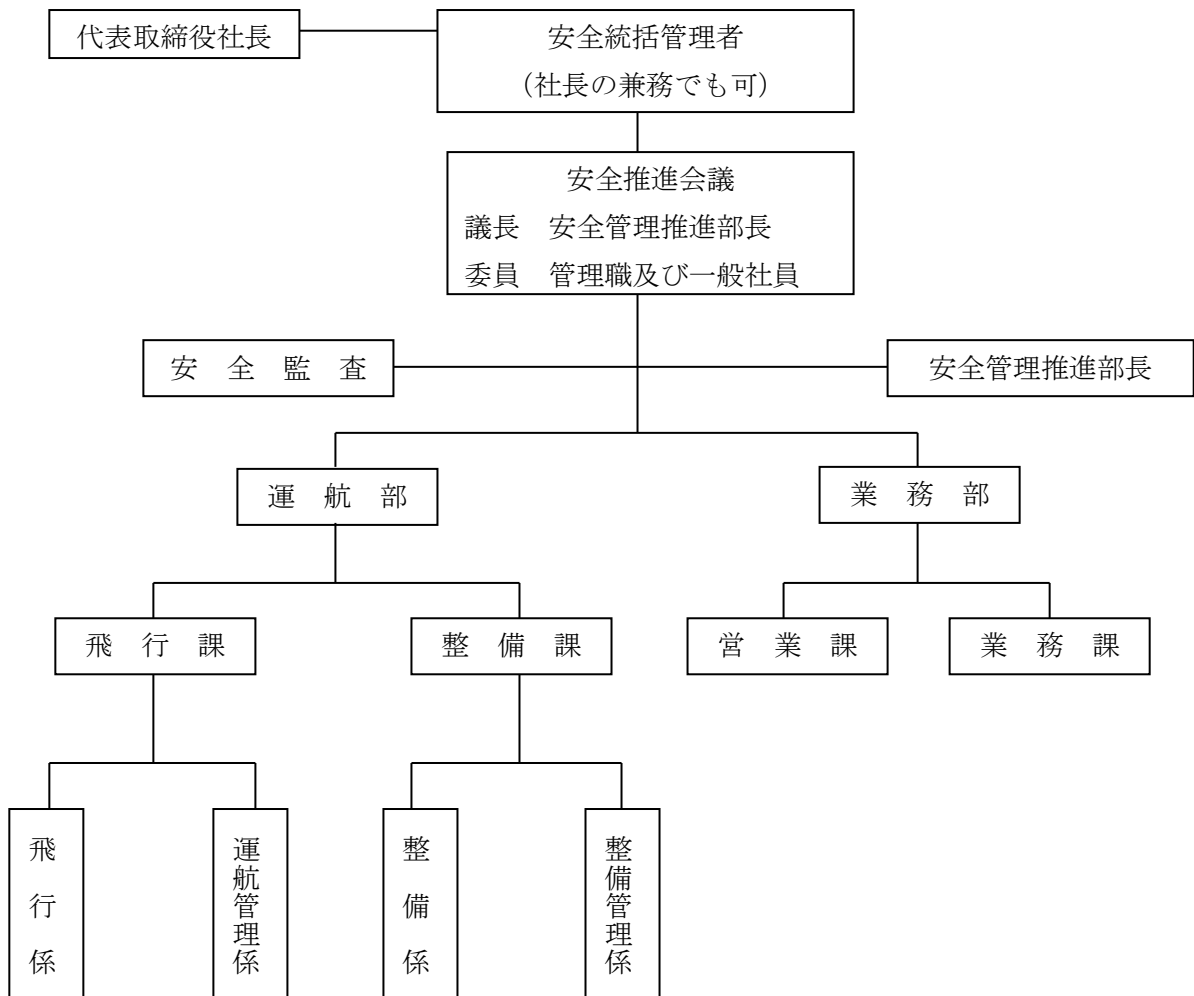 代表取締役社長
安全統括管理者
（社長の兼務でも可）
安全推進会議
議長　安全管理推進部長
委員　管理職及び一般社員
安　全　監　査
安全管理推進部長
運　航　部
業　務　部
飛　行　課
整　備　課
営　業　課
業　務　課
飛行係
運航管理係
整備係
整備管理係